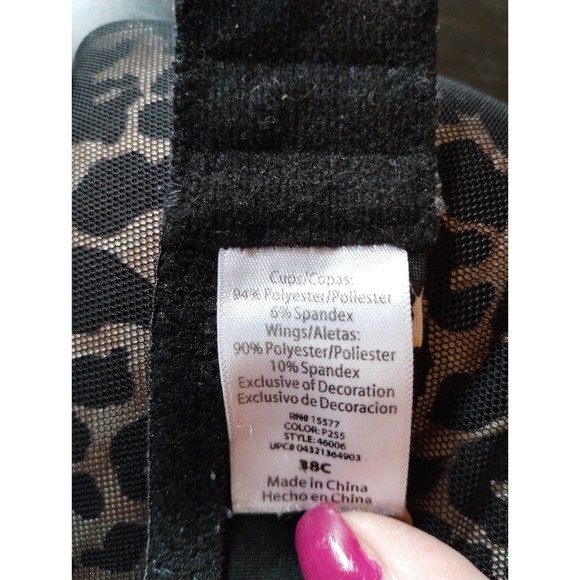 Cups/Copas:
94% Polyester/Poliester
6% Spandex
Wings/Aletas:
90% Polyester/Poliester
10% Spandex
Exclusive of Decoration
Exclusivo de Decoracion
RN# 15577
COLOR: P255
STYLE: 46006
UPC# 04321364903
38C
Made in China
Hecho en China